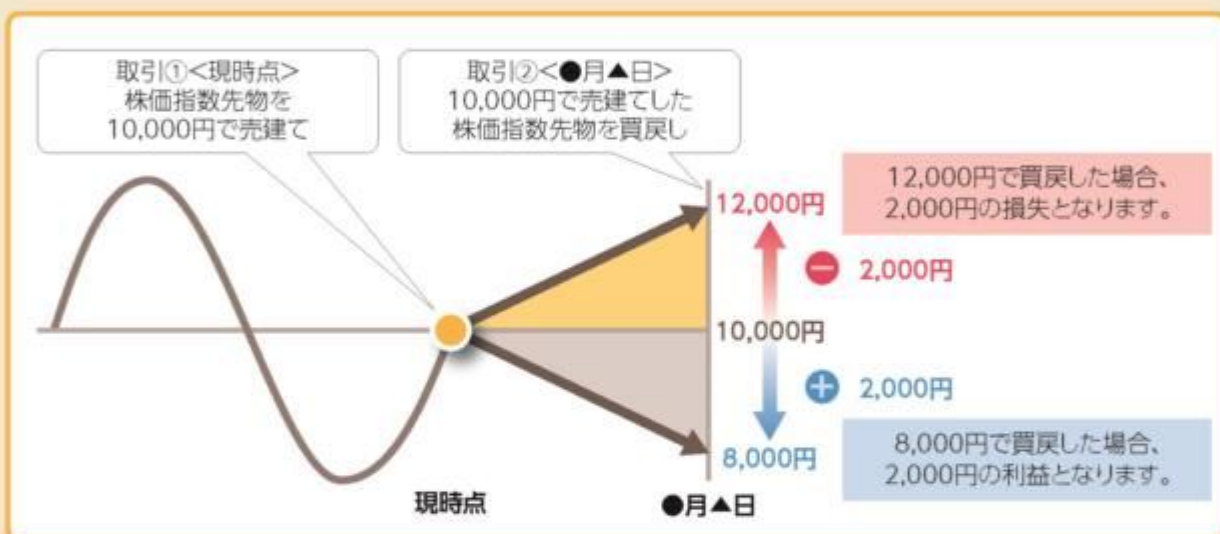 取引①<現時点>
株価指数先物を
10,000円で売建て
取引②<●月▲日>
10,000円で売建てした
株価指数先物を買戻し
12,000円
12,000円で買戻した場合、
2,000円の損失となります。
2,000円
10,000円
2,000円
8,000円
8,000円で買戻した場合、
2,000円の利益となります。
現時点
●月▲日